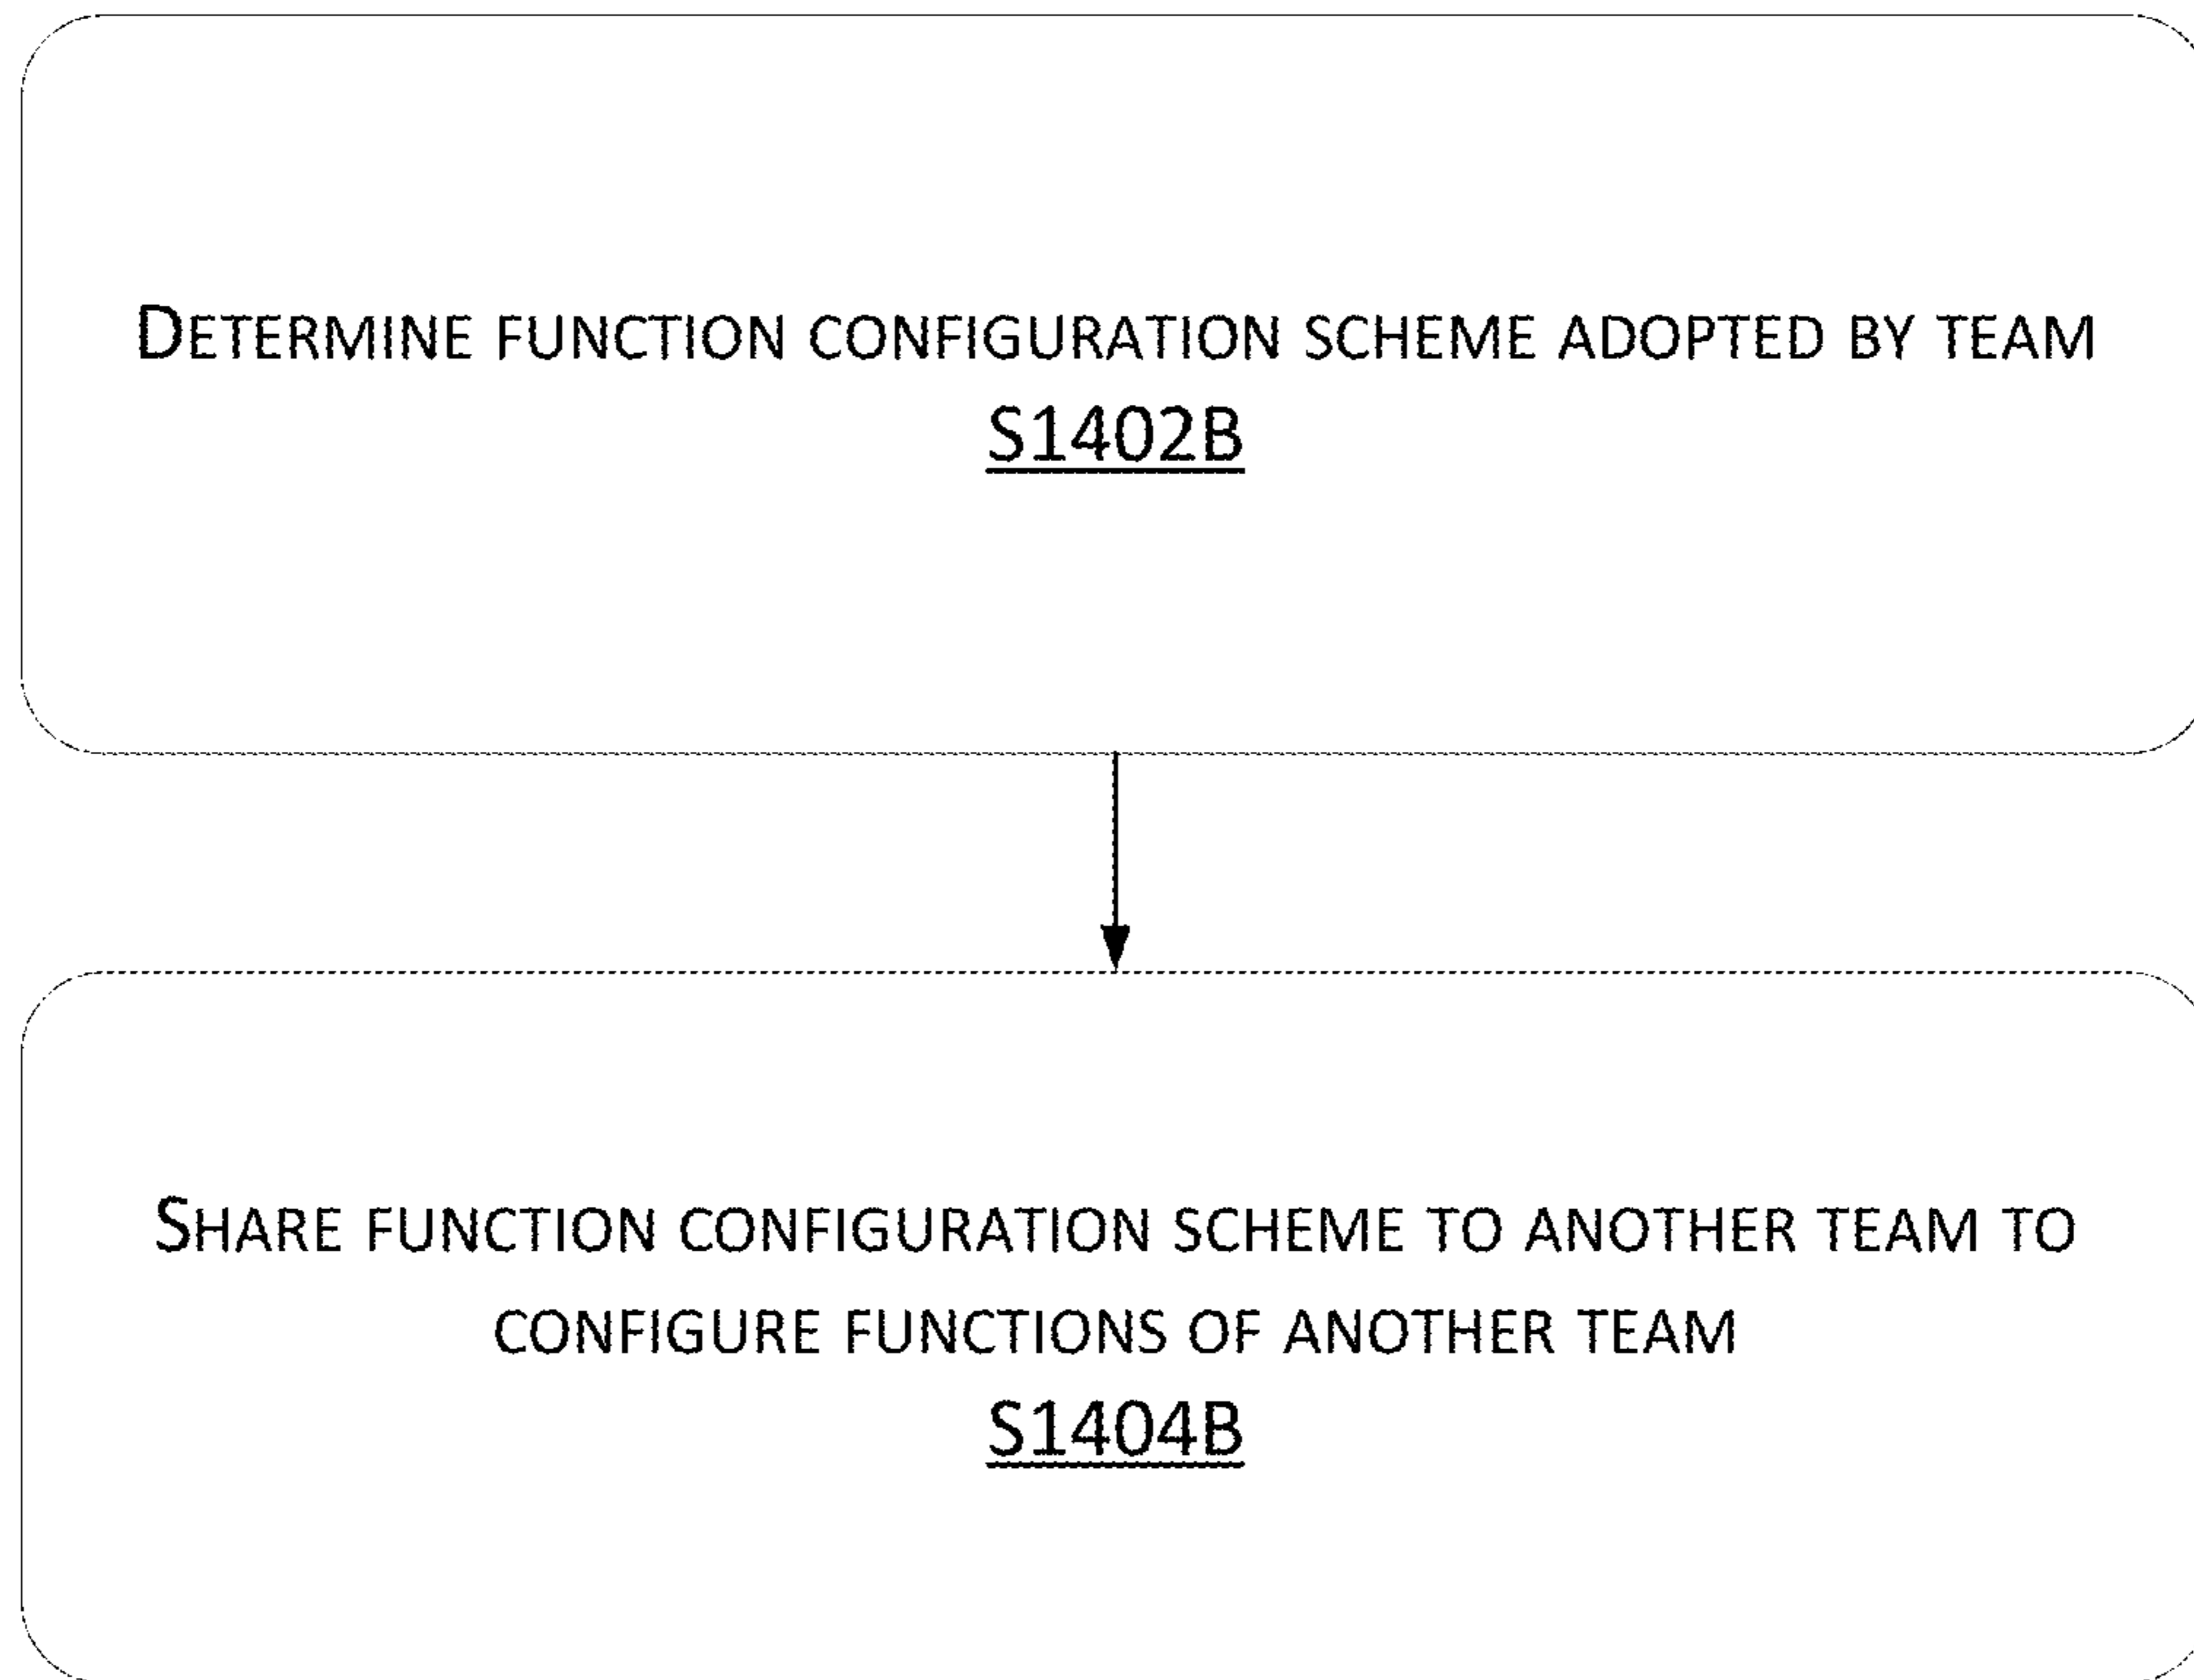 DETERMINE FUNCTION CONFIGURATION SCHEME ADOPTED BY TEAM
S1402B
SHARE FUNCTION CONFIGURATION SCHEME TO ANOTHER TEAM TO
CONFIGURE FUNCTIONS OF ANOTHER TEAM
S1404B